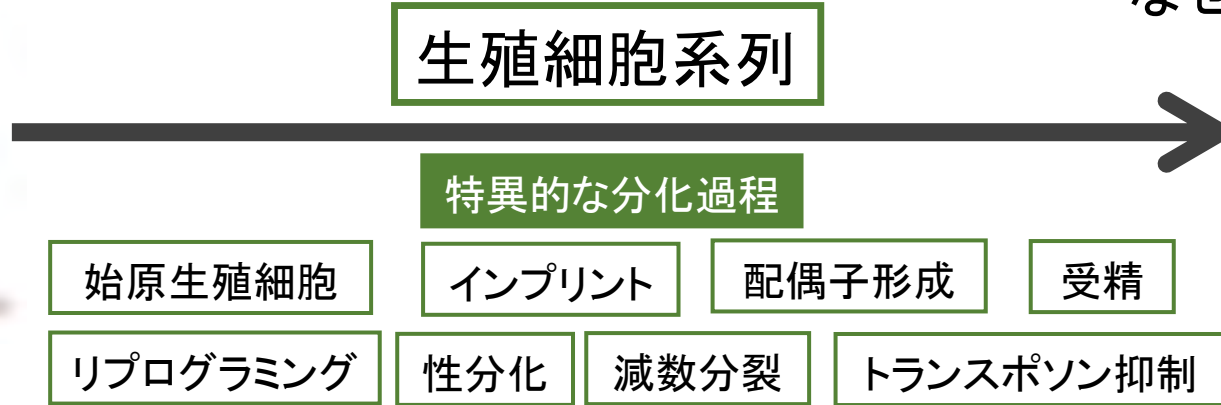 生殖細胞系列
特異的な分化過程
始原生殖細胞
インプリント
配偶子形成
受精
リプログラミング
性分化
減数分裂
トランスポソン抑制